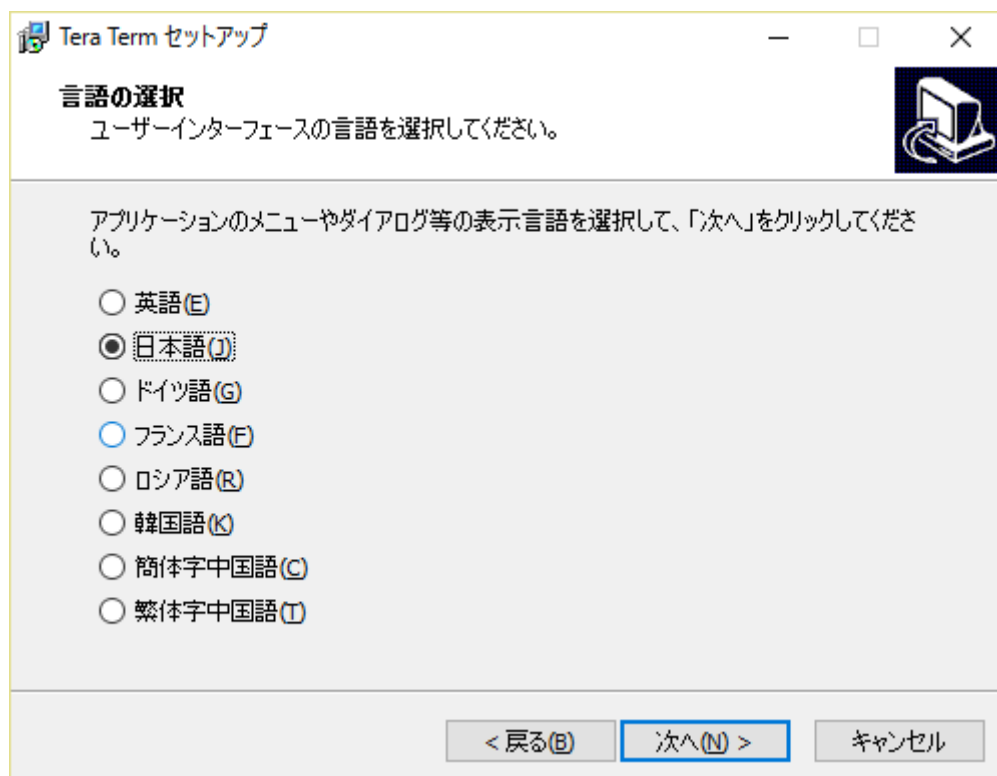 Tera Term セットアップ
言語の選択
ユーザーインターフェースの言語を選択してください。
アプリケーションのメニューやダイアログ等の表示言語を選択して、「次へ」をクリックしてくださ
い。
英語(E)
日本語(J)
ドイツ語(G)
フランス語(F)
ロシア語(R)
韓国語(K)
簡体字中国語(C)
繁体字中国語(T)
< 戻る(B) 次へ(N) > キャンセル